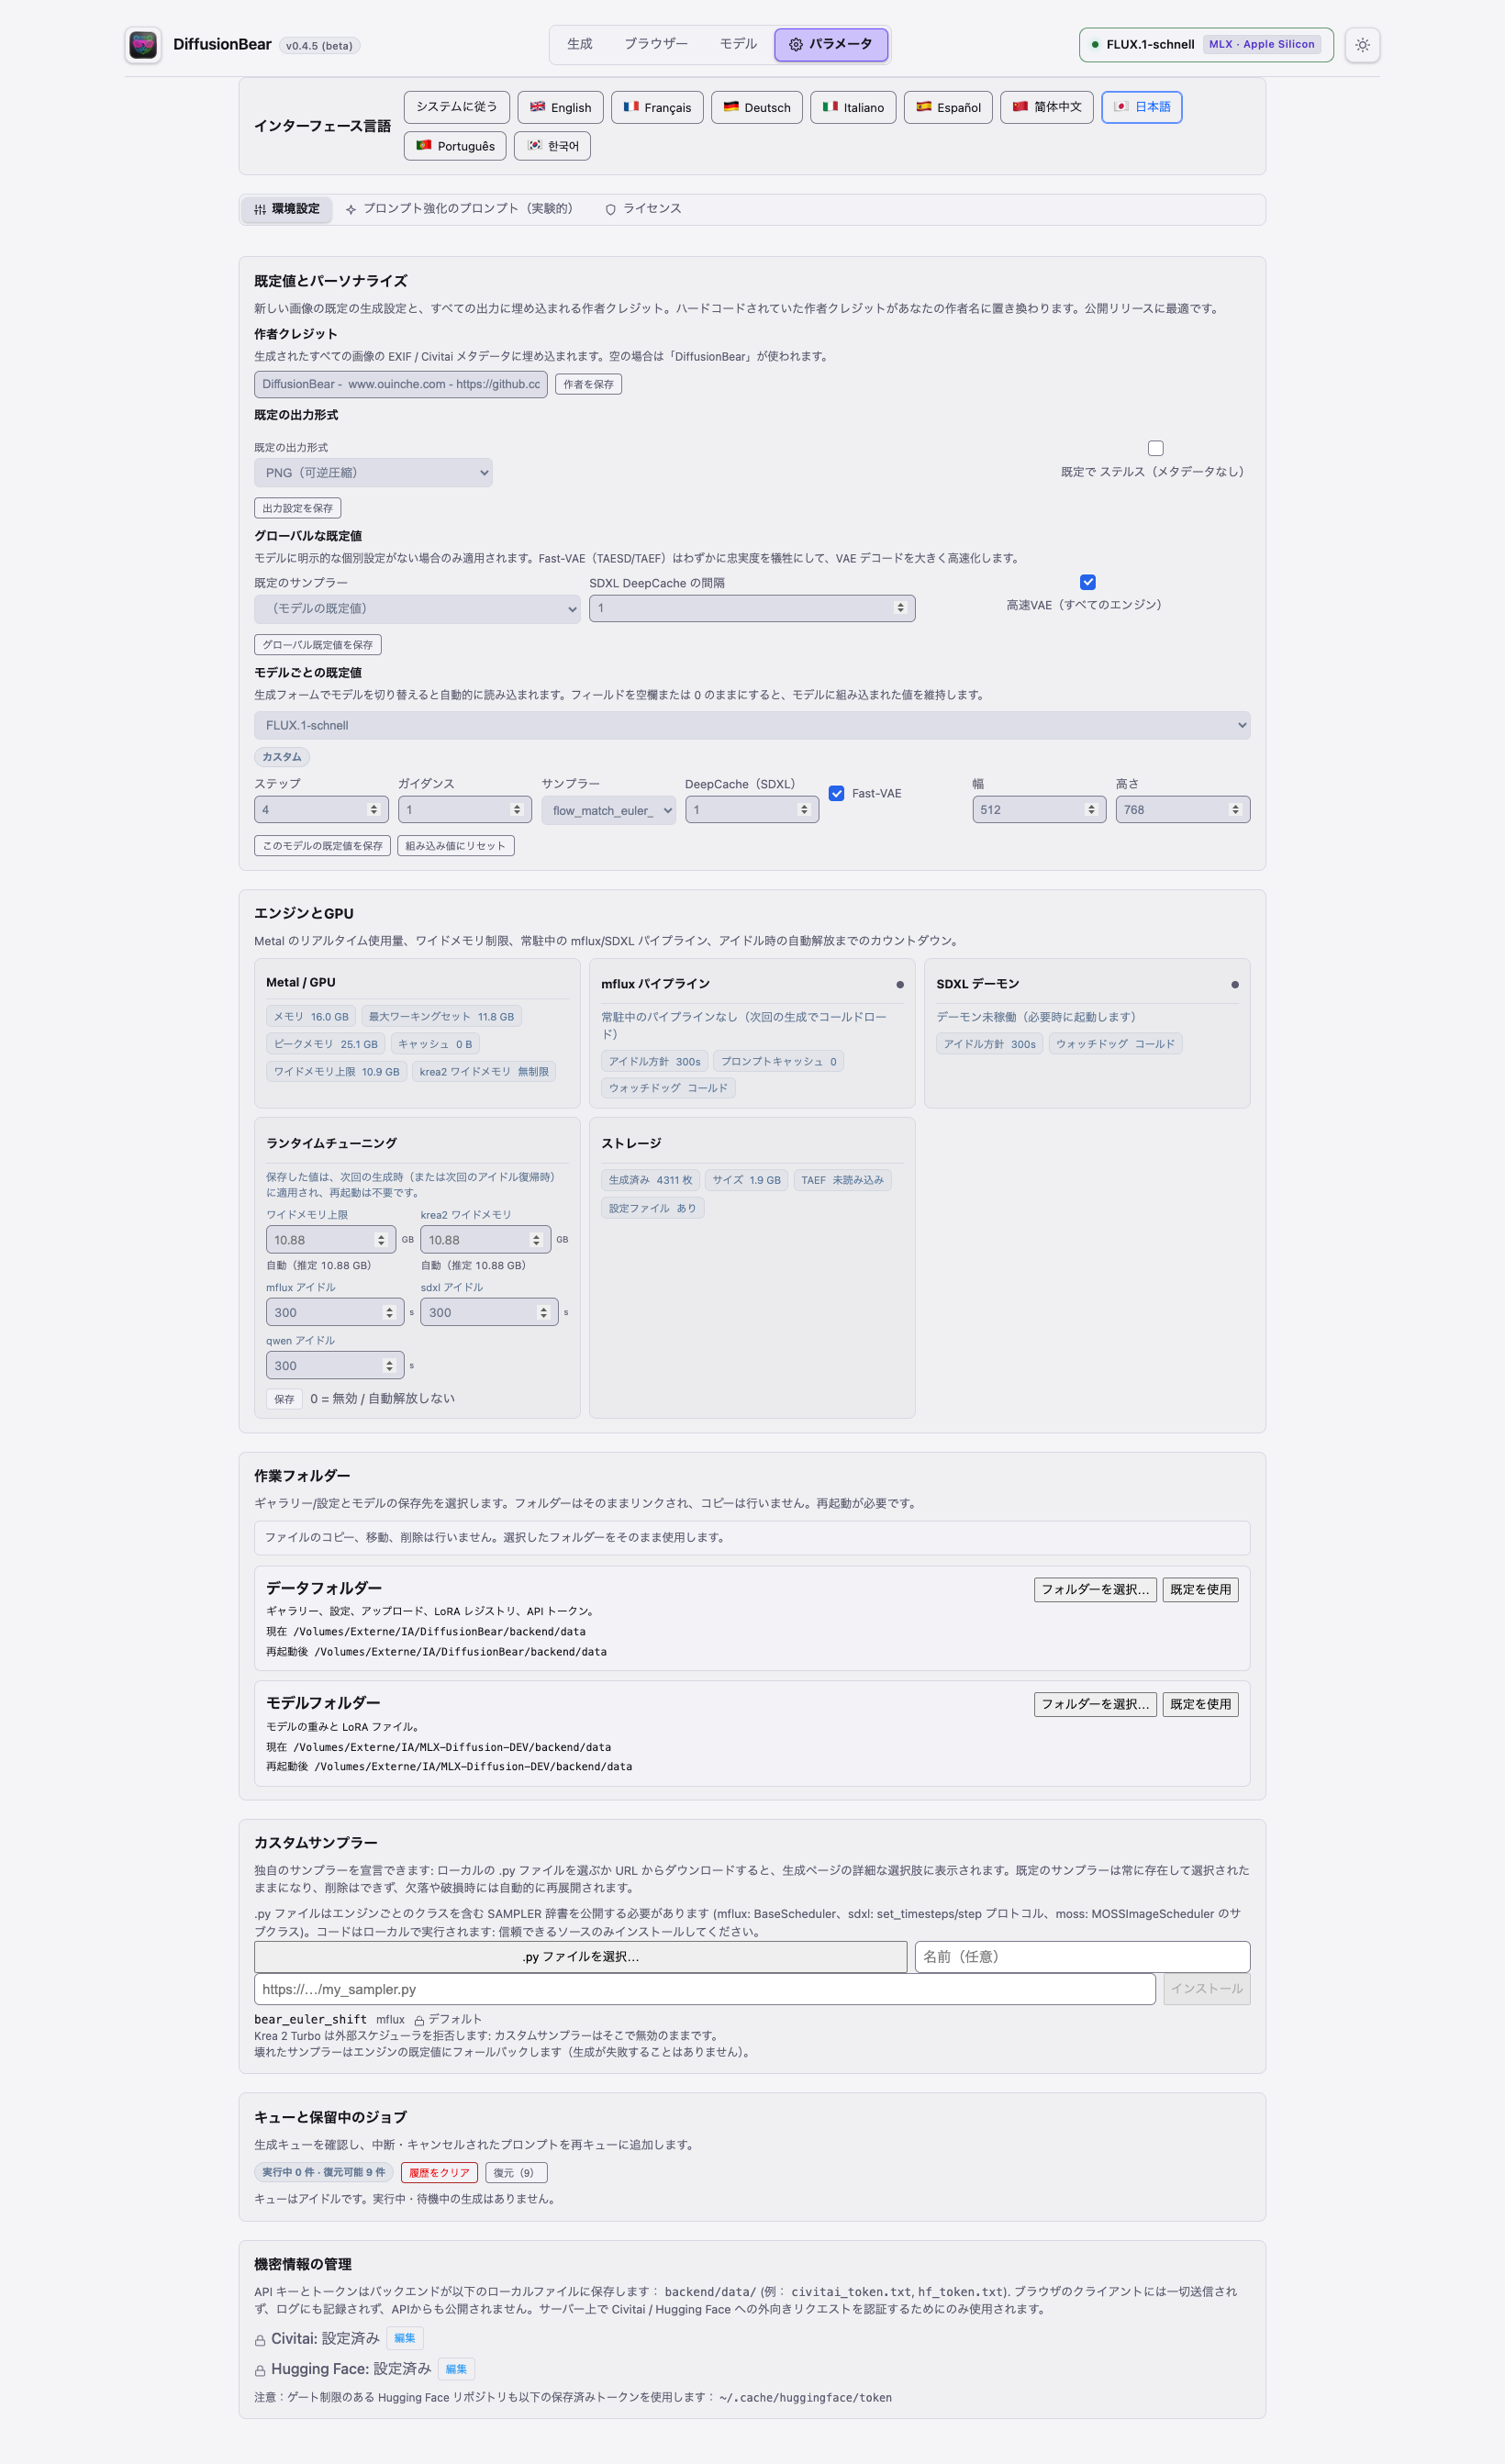 DiffusionBear v0.4.5 (beta)
生成 ブラウザー モデル パラメータ
FLUX.1-schnell MLX · Apple Silicon
インターフェース言語
システムに従う English Français Deutsch Italiano Español 简体中文 日本語
Português 한국어
環境設定 プロンプト強化のプロンプト（実験的） ライセンス
既定値とパーソナライズ
新しい画像の既定の生成設定と、すべての出力に埋め込まれる作者クレジット。ハードコードされていた作者クレジットがあなたの作者名に置き換わります。公開リリースに最適です。
作者クレジット
生成されたすべての画像の EXIF / Civitai メタデータに埋め込まれます。空の場合は「DiffusionBear」が使われます。
DiffusionBear - www.ouinche.com - https://github.cc 作者を保存
既定の出力形式
既定の出力形式
PNG（可逆圧縮）
既定で ステルス（メタデータなし）
出力設定を保存
グローバルな既定値
モデルに明示的な個別設定がない場合のみ適用されます。Fast-VAE（TAESD/TAEF）はわずかに忠実度を犠牲にして、VAE デコードを大きく高速化します。
既定のサンプラー SDXL DeepCache の間隔
（モデルの既定値） 1 高速VAE（すべてのエンジン）
グローバル既定値を保存
モデルごとの既定値
生成フォームでモデルを切り替えると自動的に読み込まれます。フィールドを空欄または 0 のままにすると、モデルに組み込まれた値を維持します。
FLUX.1-schnell
カスタム
ステップ ガイダンス サンプラー DeepCache（SDXL） Fast-VAE 幅 高さ
4 1 flow_match_euler_ 1 512 768
このモデルの既定値を保存 組み込み値にリセット
エンジンとGPU
Metal のリアルタイム使用量、ワイドメモリ制限、常駐中の mflux/SDXL パイプライン、アイドル時の自動解放までのカウントダウン。
Metal / GPU
メモリ 16.0 GB 最大ワーキングセット 11.8 GB
ピークメモリ 25.1 GB キャッシュ 0 B
ワイドメモリ上限 10.9 GB krea2 ワイドメモリ 無制限
mflux パイプライン
常駐中のパイプラインなし（次回の生成でコールドロー
ド）
アイドル方針 300s プロンプトキャッシュ 0
ウォッチドッグ コールド
SDXL デーモン
デーモン未稼働（必要時に起動します）
アイドル方針 300s ウォッチドッグ コールド
ランタイムチューニング
保存した値は、次回の生成時（または次回のアイドル復帰時）
に適用され、再起動は不要です。
ワイドメモリ上限 krea2 ワイドメモリ
10.88 GB 10.88 GB
自動（推定 10.88 GB） 自動（推定 10.88 GB）
mflux アイドル sdxl アイドル
300 s 300 s
qwen アイドル
300 s
保存 0 = 無効 / 自動解放しない
ストレージ
生成済み 4311 枚 サイズ 1.9 GB TAEF 未読み込み
設定ファイル あり
作業フォルダー
ギャラリー/設定とモデルの保存先を選択します。フォルダーはそのままリンクされ、コピーは行いません。再起動が必要です。
ファイルのコピー、移動、削除は行いません。選択したフォルダーをそのまま使用します。
データフォルダー フォルダーを選択… 既定を使用
ギャラリー、設定、アップロード、LoRA レジストリ、API トークン。
現在 /Volumes/Externe/IA/DiffusionBear/backend/data
再起動後 /Volumes/Externe/IA/DiffusionBear/backend/data
モデルフォルダー フォルダーを選択… 既定を使用
モデルの重みと LoRA ファイル。
現在 /Volumes/Externe/IA/MLX-Diffusion-DEV/backend/data
再起動後 /Volumes/Externe/IA/MLX-Diffusion-DEV/backend/data
カスタムサンプラー
独自のサンプラーを宣言できます: ローカルの .py ファイルを選ぶか URL からダウンロードすると、生成ページの詳細な選択肢に表示されます。既定のサンプラーは常に存在して選択された
ままになり、削除はできず、欠落や破損時には自動的に再展開されます。
.py ファイルはエンジンごとのクラスを含む SAMPLER 辞書を公開する必要があります (mflux: BaseScheduler、sdxl: set_timesteps/step プロトコル、moss: MOSSImageScheduler のサ
ブクラス)。コードはローカルで実行されます: 信頼できるソースのみインストールしてください。
.py ファイルを選択… 名前（任意）
https://…/my_sampler.py インストール
bear_euler_shift mflux デフォルト
Krea 2 Turbo は外部スケジューラを拒否します: カスタムサンプラーはそこで無効のままです。
壊れたサンプラーはエンジンの既定値にフォールバックします（生成が失敗することはありません）。
キューと保留中のジョブ
生成キューを確認し、中断・キャンセルされたプロンプトを再キューに追加します。
実行中 0 件 · 復元可能 9 件 履歴をクリア 復元（9）
キューはアイドルです。実行中・待機中の生成はありません。
機密情報の管理
API キーとトークンはバックエンドが以下のローカルファイルに保存します： backend/data/ (例： civitai_token.txt, hf_token.txt). ブラウザのクライアントには一切送信され
ず、ログにも記録されず、APIからも公開されません。サーバー上で Civitai / Hugging Face への外向きリクエストを認証するためにのみ使用されます。
Civitai: 設定済み 編集
Hugging Face: 設定済み 編集
注意：ゲート制限のある Hugging Face リポジトリも以下の保存済みトークンを使用します： ~/.cache/huggingface/token